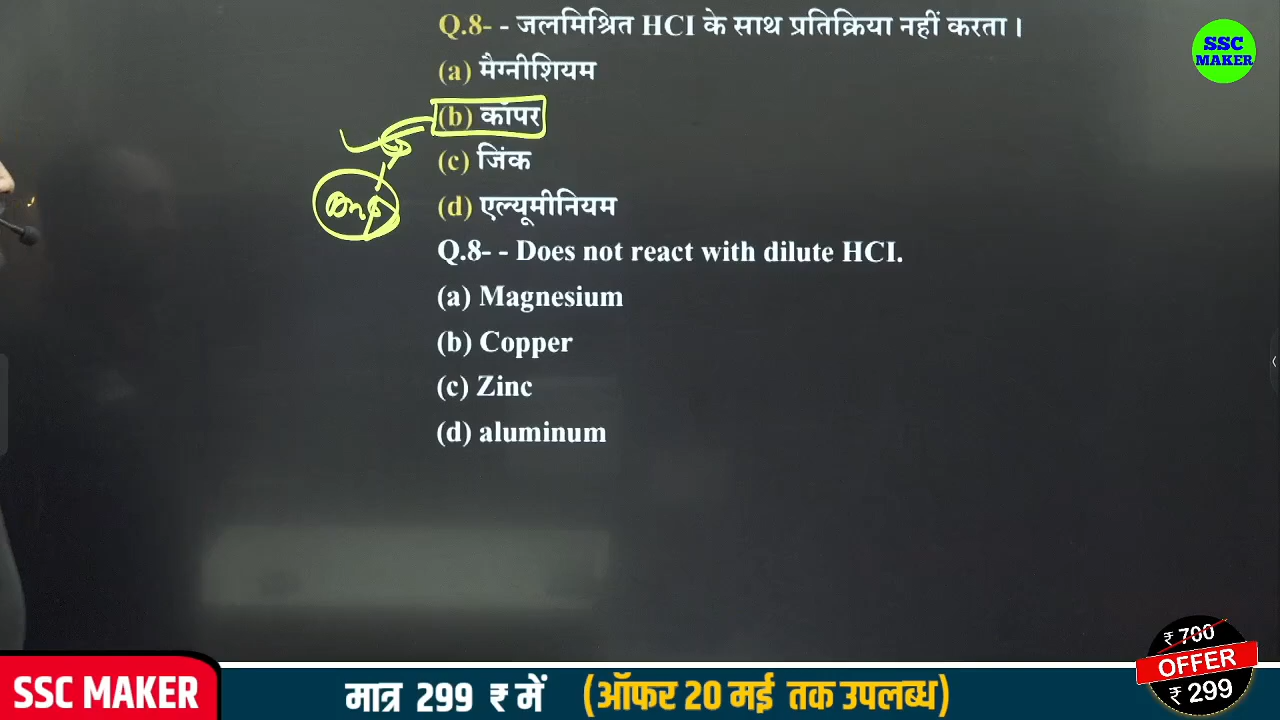 Q.8- - जलमिश्रित HCI के साथ प्रतिक्रिया नहीं करता ।
(a) मैग्नीशियम
(b) कॉपर
(c) जिंक
(d) एल्यूमीनियम
Q.8- - Does not react with dilute HCI.
(a) Magnesium
(b) Copper
(c) Zinc
(d) aluminum
SSC
MAKER
₹ 700
OFFER
₹ 299
SSC MAKER
मात्र 299 ₹ में (ऑफर 20 मई तक उपलब्ध)